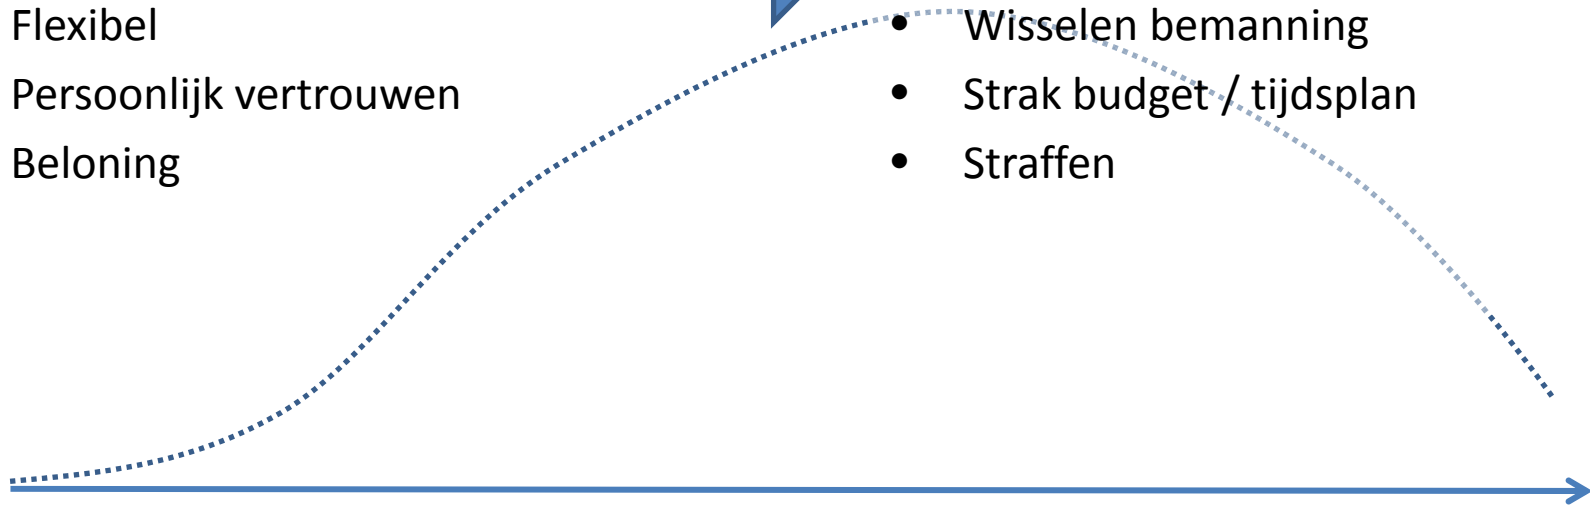 Flexibel
Persoonlijk vertrouwen
Beloning
• Wisselen bemanning
• Strak budget / tijdsplan
• Straffen